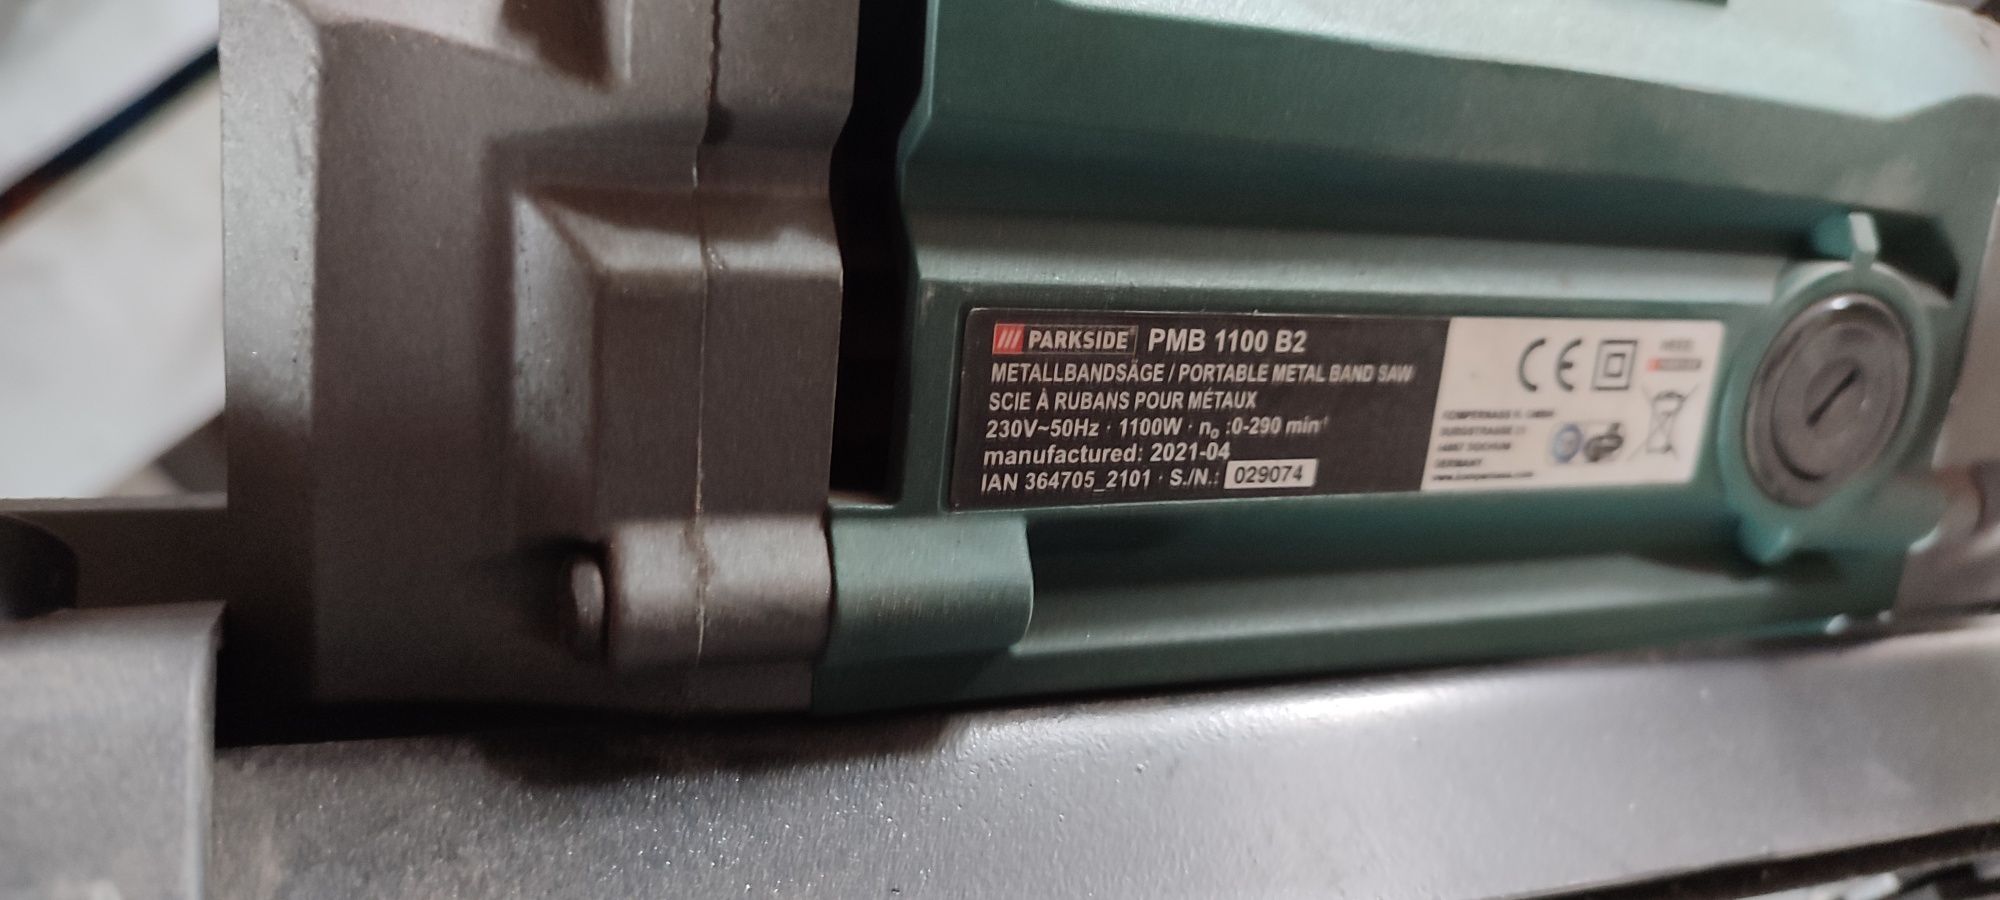 PARKSIDE PMB 1100 B2
METALLBANDSÄGE / PORTABLE METAL BAND SAW
SCIE À RUBANS POUR MÉTAUX
230V~50Hz · 1100W · n₀ :0-290 min⁻¹
manufactured: 2021-04
IAN 364705_2101 · S./N.: 029074
CE
GERMANY